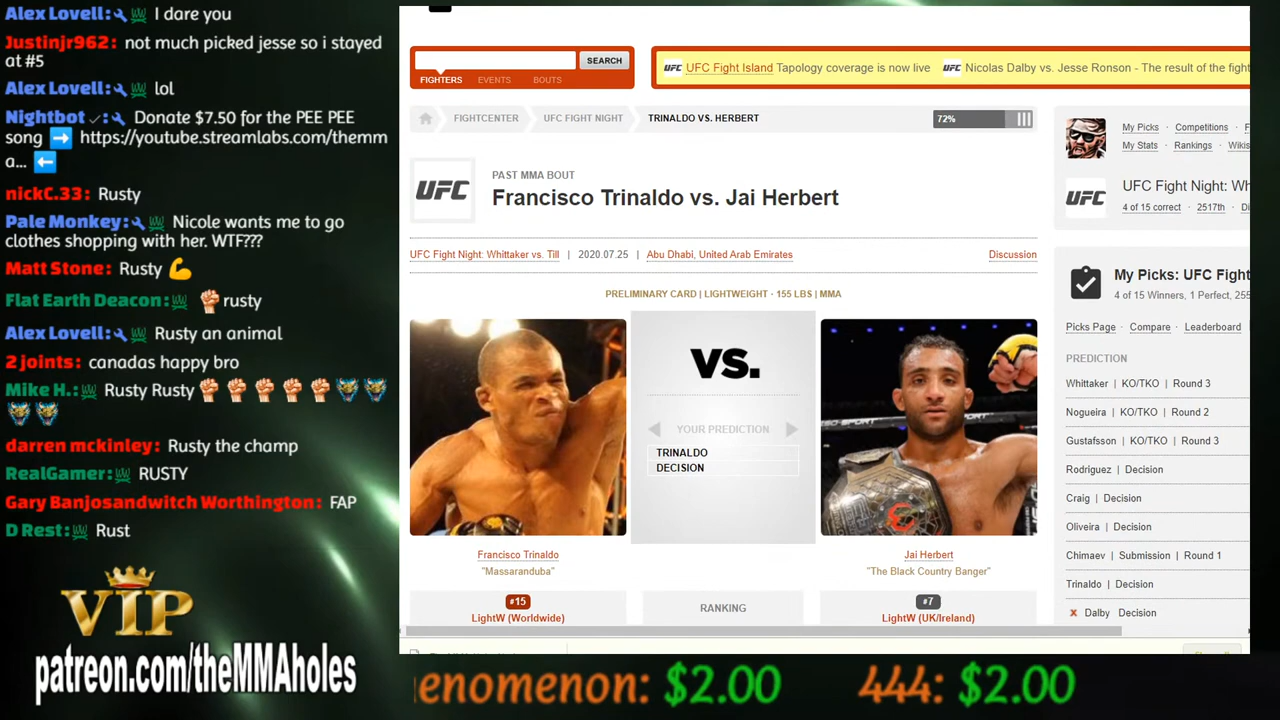 Alex Lovell: I dare you
Justinjr962: not much picked jesse so i stayed
at #5
Alex Lovell: lol
Nightbot ✓: Donate $7.50 for the PEE PEE
song ➡️ https://youtube.streamlabs.com/themm
a... ⬅️
nickC.33: Rusty
Pale Monkey: Nicole wants me to go
clothes shopping with her. WTF???
Matt Stone: Rusty 💪
Flat Earth Deacon: ✊🏼rusty
Alex Lovell: Rusty an animal
2 joints: canadas happy bro
Mike H.: Rusty Rusty ✊🏼✊🏼✊🏼✊🏼✊🏼
darren mckinley: Rusty the champ
RealGamer: RUSTY
Gary Banjosandwitch Worthington: FAP
D Rest: Rust
VIP
patreon.com/theMMAholes
SEARCH
FIGHTERS EVENTS BOUTS
UFC UFC Fight Island Tapology coverage is now live UFC Nicolas Dalby vs. Jesse Ronson - The result of the fight
FIGHTCENTER UFC FIGHT NIGHT TRINALDO VS. HERBERT 72%
UFC
PAST MMA BOUT
Francisco Trinaldo vs. Jai Herbert
UFC Fight Night: Whittaker vs. Till | 2020.07.25 | Abu Dhabi, United Arab Emirates Discussion
PRELIMINARY CARD | LIGHTWEIGHT · 155 LBS | MMA
VS.
YOUR PREDICTION
TRINALDO
DECISION
Francisco Trinaldo
"Massaranduba"
Jai Herbert
"The Black Country Banger"
#15
LightW (Worldwide)
RANKING
#7
LightW (UK/Ireland)
My Picks · Competitions · F
My Stats · Rankings · Wikis
UFC
UFC Fight Night: Wh
4 of 15 correct · 2517th · Di
My Picks: UFC Fight
4 of 15 Winners, 1 Perfect, 255
Picks Page · Compare · Leaderboard
PREDICTION
Whittaker | KO/TKO | Round 3
Nogueira | KO/TKO | Round 2
Gustafsson | KO/TKO | Round 3
Rodriguez | Decision
Craig | Decision
Oliveira | Decision
Chimaev | Submission | Round 1
Trinaldo | Decision
x Dalby Decision
enomenon: $2.00 444: $2.00